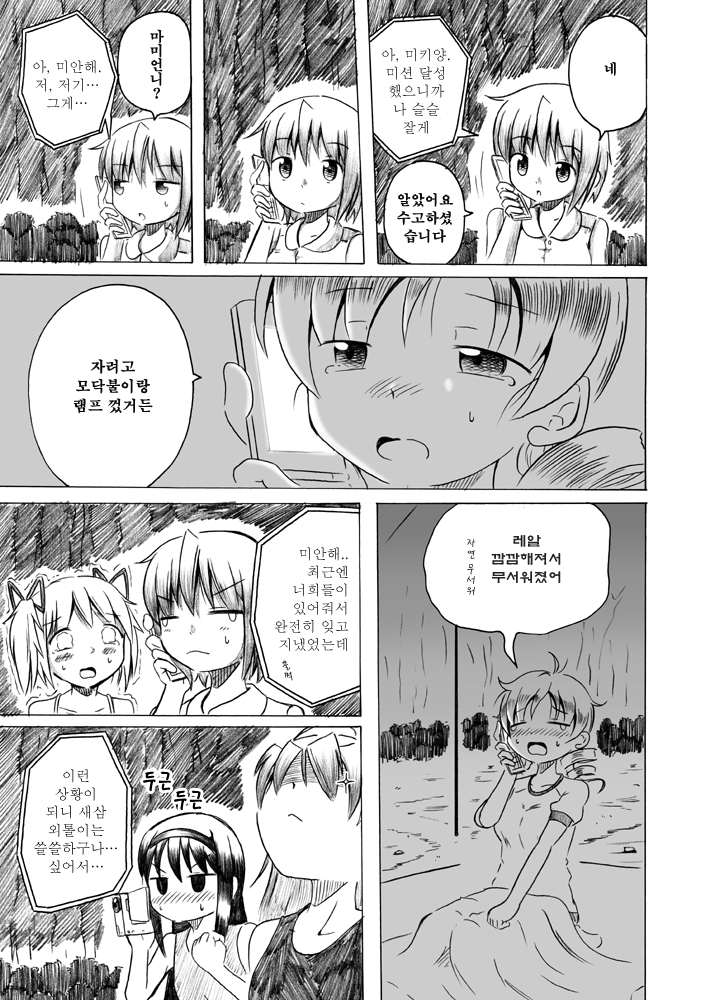 네
아, 미키양.
미션 달성
했으니까
나 슬슬
잘게
알았어요
수고하셨
습니다
마미언니?
아, 미안해.
저, 저기…
그게…
자려고
모닥불이랑
램프 껐거든
레알
깜깜해져서
무서워졌어
자연 무서워
미안해..
최근엔
너희들이
있어줘서
완전히 잊고
지냈었는데
훌쩍
이런
상황이
되니 새삼
외톨이는
쓸쓸하구나…
싶어서…
두근
두근